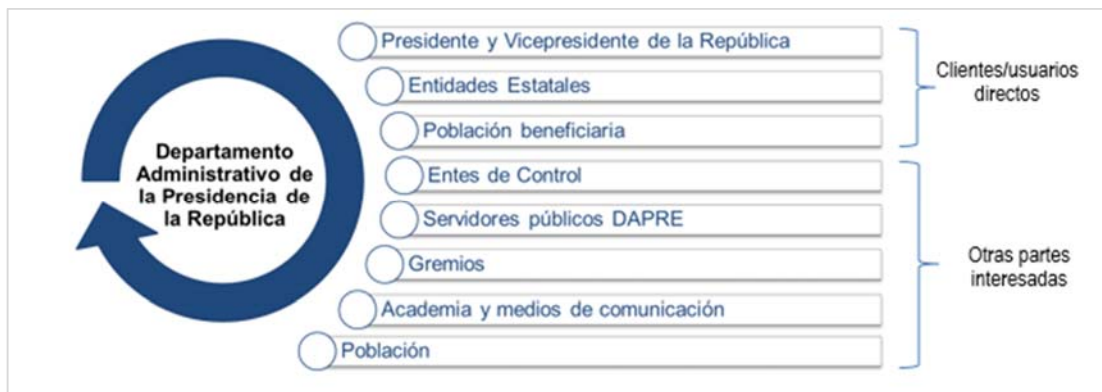 Departamento
Administrativo de
la Presidencia de
la República
Presidente y Vicepresidente de la República
Entidades Estatales
Población beneficiaria
Entes de Control
Servidores públicos DAPRE
Gremios
Academia y medios de comunicación
Población
Clientes/usuarios
directos
Otras partes
interesadas